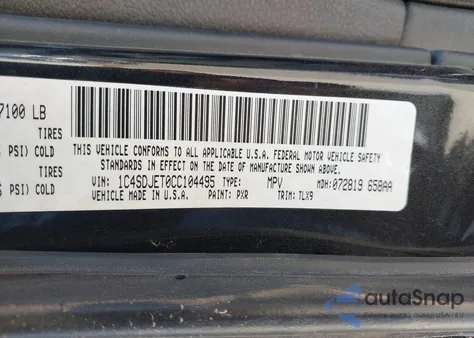 7100 LB
TIRES
PSI) COLD
TIRES
PSI) COLD
THIS VEHICLE CONFORMS TO ALL APPLICABLE U.S.A. FEDERAL MOTOR VEHICLE SAFETY
STANDARDS IN EFFECT ON THE DATE OF MANUFACTURE SHOWN ABOVE.
VIN: 1C4SDJET0CC104495 TYPE: MPV MDH: 072819 658AA
VEHICLE MADE IN U.S.A. PAINT: PXR TRIM: TLX9
autoSnap